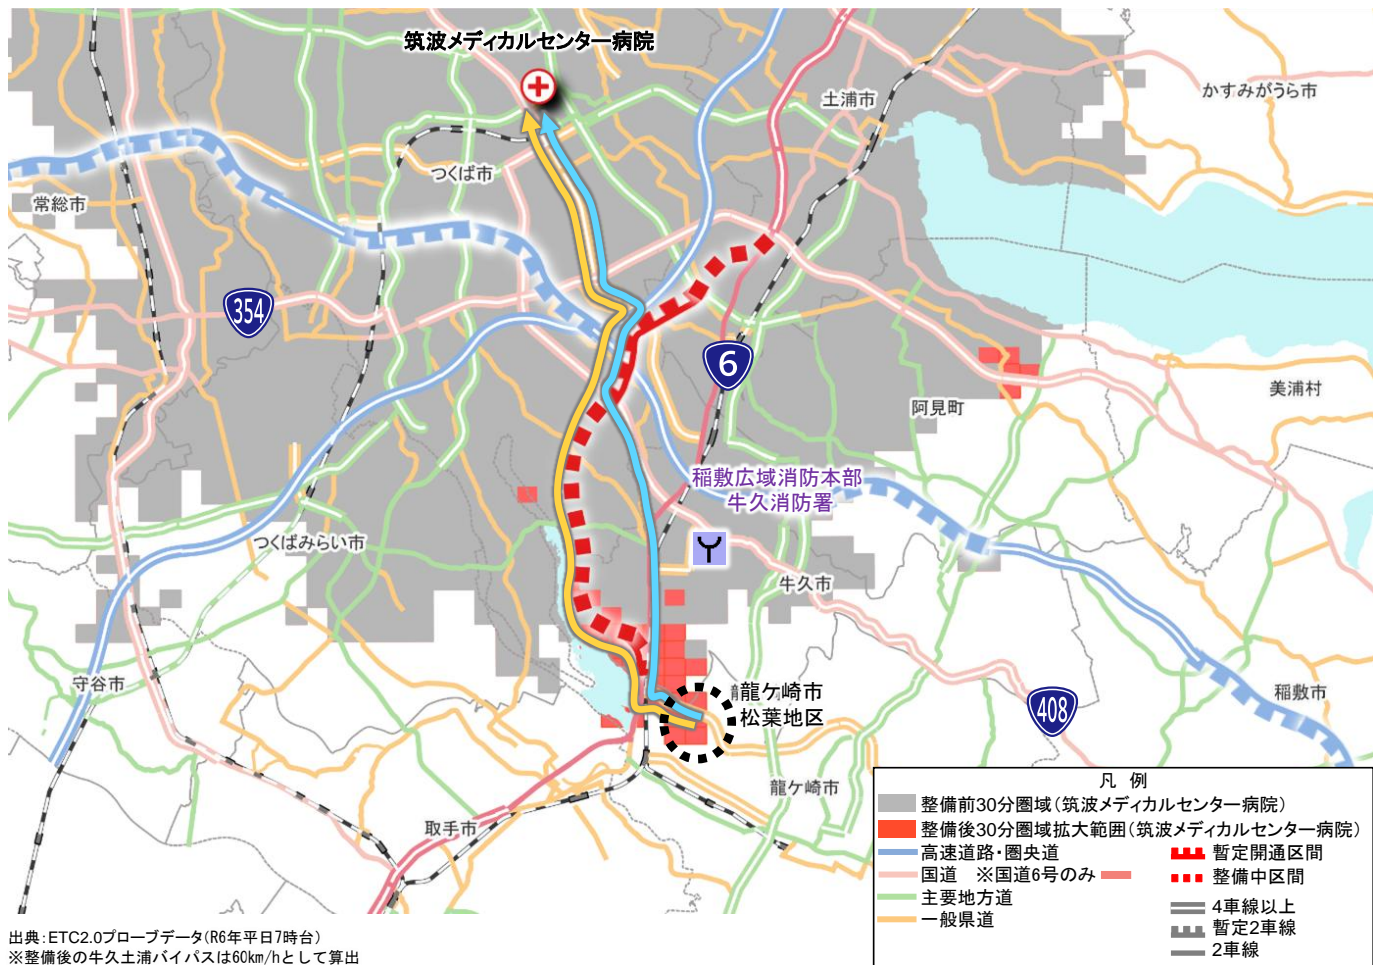 筑波メディカルセンター病院
土浦市
かすみがうら市
つくば市
常総市
354
6
美浦村
阿見町
稲敷広域消防本部
牛久消防署
つくばみらい市
牛久市
守谷市
龍ケ崎市
松葉地区
稲敷市
408
龍ケ崎市
取手市
凡 例
整備前30分圏域(筑波メディカルセンター病院)
整備後30分圏域拡大範囲(筑波メディカルセンター病院)
高速道路・圏央道
国道 ※国道6号のみ
主要地方道
一般県道
暫定開通区間
整備中区間
4車線以上
暫定2車線
2車線
出典:ETC2.0プローブデータ(R6年平日7時台)
※整備後の牛久土浦バイパスは60km/hとして算出